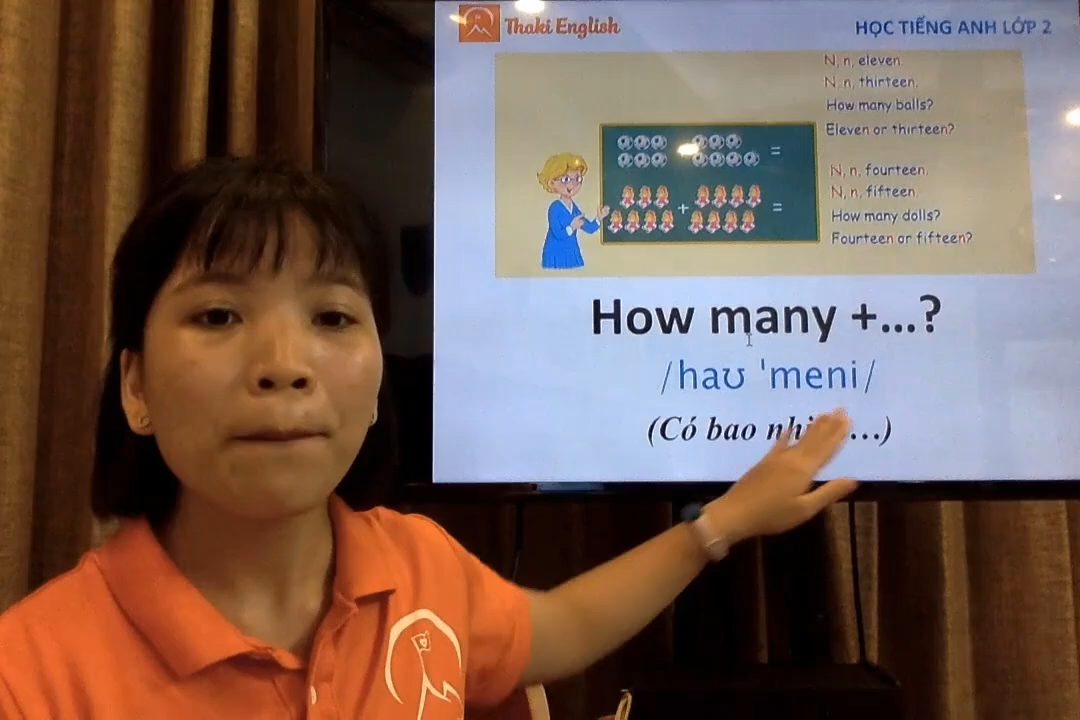 Thaki English
HỌC TIẾNG ANH LỚP 2
N, n, eleven.
N, n, thirteen.
How many balls?
Eleven or thirteen?
N, n, fourteen.
N, n, fifteen.
How many dolls?
Fourteen or fifteen?
=
+ =
How many +...?
/haʊ ˈmeni/
(Có bao …)